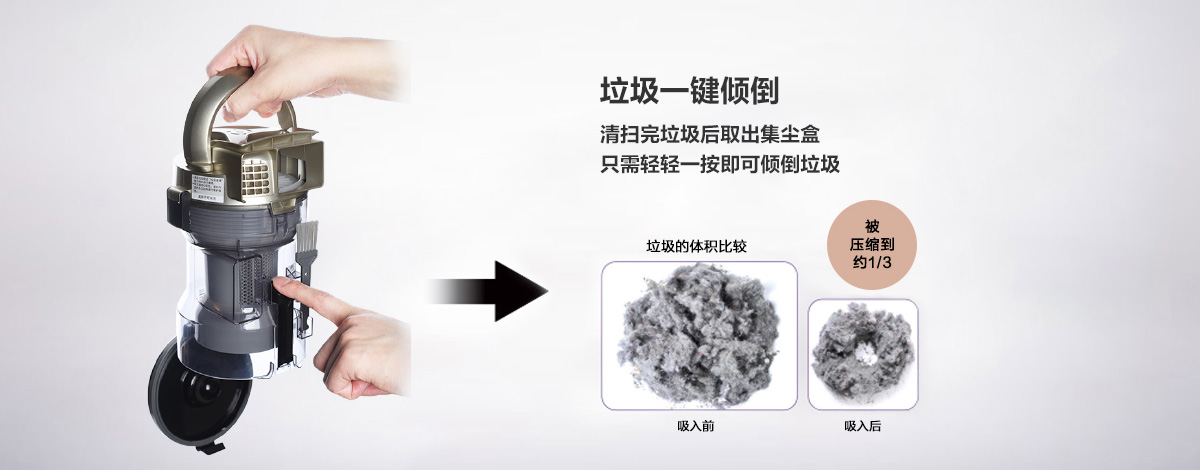 垃圾一键倾倒
清扫完垃圾后取出集尘盒
只需轻轻一按即可倾倒垃圾
垃圾的体积比较
被
压缩到
约1/3
吸入前
吸入后